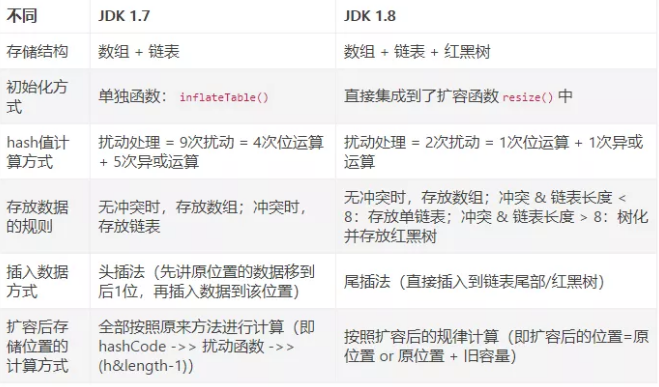 不同 JDK 1.7 JDK 1.8
存储结构 数组 + 链表 数组 + 链表 + 红黑树
初始化方
式
单独函数： inflateTable()
直接集成到了扩容函数 resize() 中
hash值计
算方式
扰动处理 = 9次扰动 = 4次位运算
+ 5次异或运算
扰动处理 = 2次扰动 = 1次位运算 + 1次异或
运算
存放数据
的规则
无冲突时，存放数组；冲突时，
存放链表
无冲突时，存放数组；冲突 & 链表长度 <
8：存放单链表；冲突 & 链表长度 > 8：树化
并存放红黑树
插入数据
方式
头插法（先讲原位置的数据移到
后1位，再插入数据到该位置）
尾插法（直接插入到链表尾部/红黑树）
扩容后存
储位置的
计算方式
全部按照原来方法进行计算（即
hashCode ->> 扰动函数 ->>
(h&length-1)）
按照扩容后的规律计算（即扩容后的位置=原
位置 or 原位置 + 旧容量）